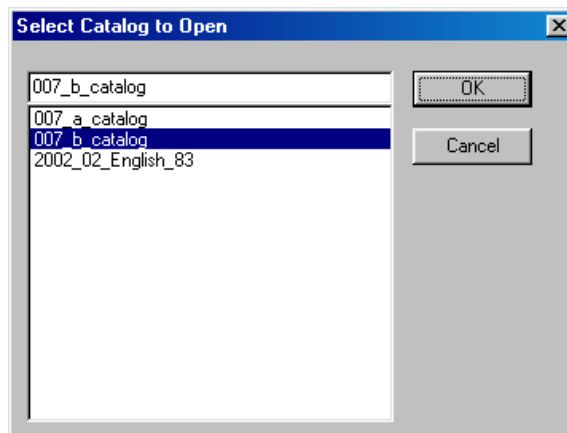 Select Catalog to Open
007_b_catalog
OK
007_a_catalog
007_b_catalog
Cancel
2002_02_English_83